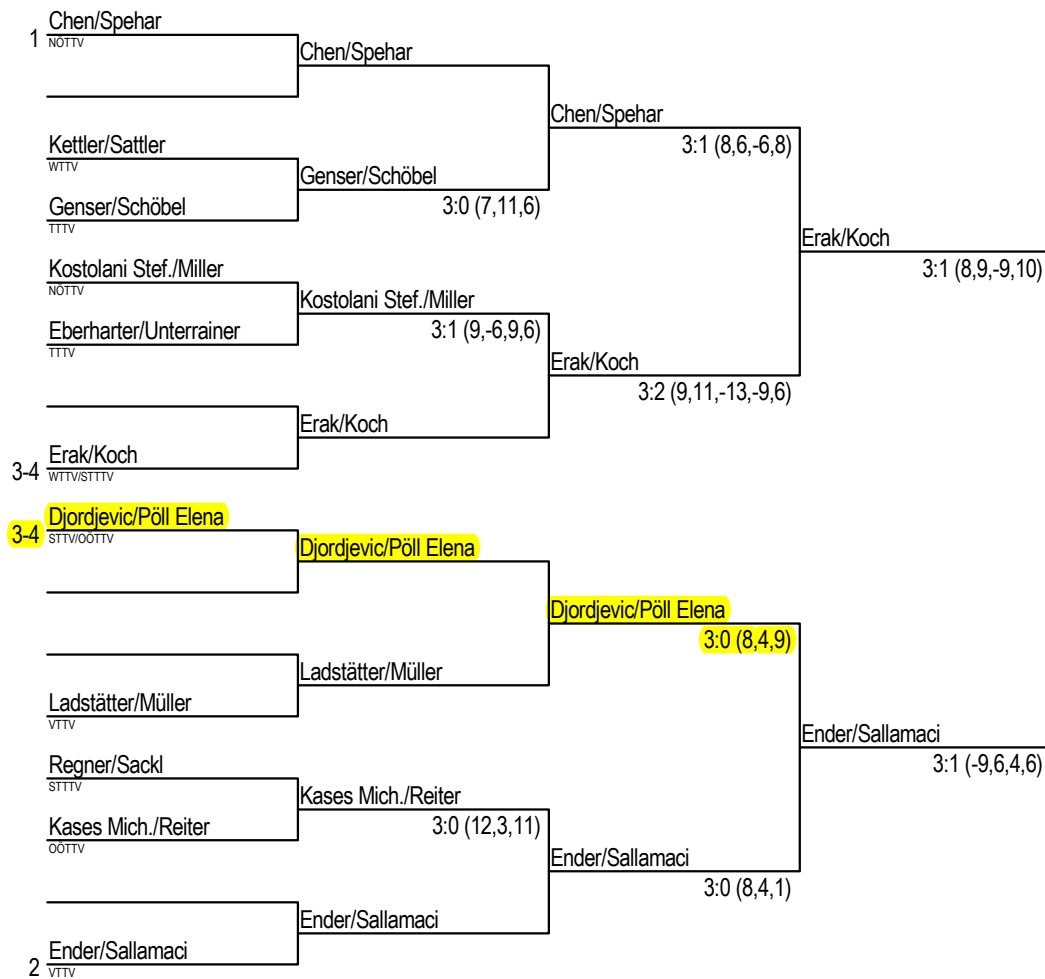 Chen/Spehar
1
NÖTTV
Chen/Spehar
Chen/Spehar
3:1 (8,6,-6,8)
Kettler/Sattler
WTTV
Genser/Schöbel
3:0 (7,11,6)
Genser/Schöbel
TTTV
Erak/Koch
3:1 (8,9,-9,10)
Kostolani Stef./Miller
NÖTTV
Kostolani Stef./Miller
3:1 (9,-6,9,6)
Eberharter/Unterrainer
TTTV
Erak/Koch
3:2 (9,11,-13,-9,6)
Erak/Koch
3-4
Erak/Koch
WTTV/STTTV
Djordjevic/Pöll Elena
3-4
STTV/OÖTTV
Djordjevic/Pöll Elena
Djordjevic/Pöll Elena
3:0 (8,4,9)
Ladstätter/Müller
Ladstätter/Müller
VTTV
Ender/Sallamaci
3:1 (-9,6,4,6)
Regner/Sackl
STTTV
Kases Mich./Reiter
3:0 (12,3,11)
Kases Mich./Reiter
OÖTTV
Ender/Sallamaci
3:0 (8,4,1)
Ender/Sallamaci
2
Ender/Sallamaci
VTTV